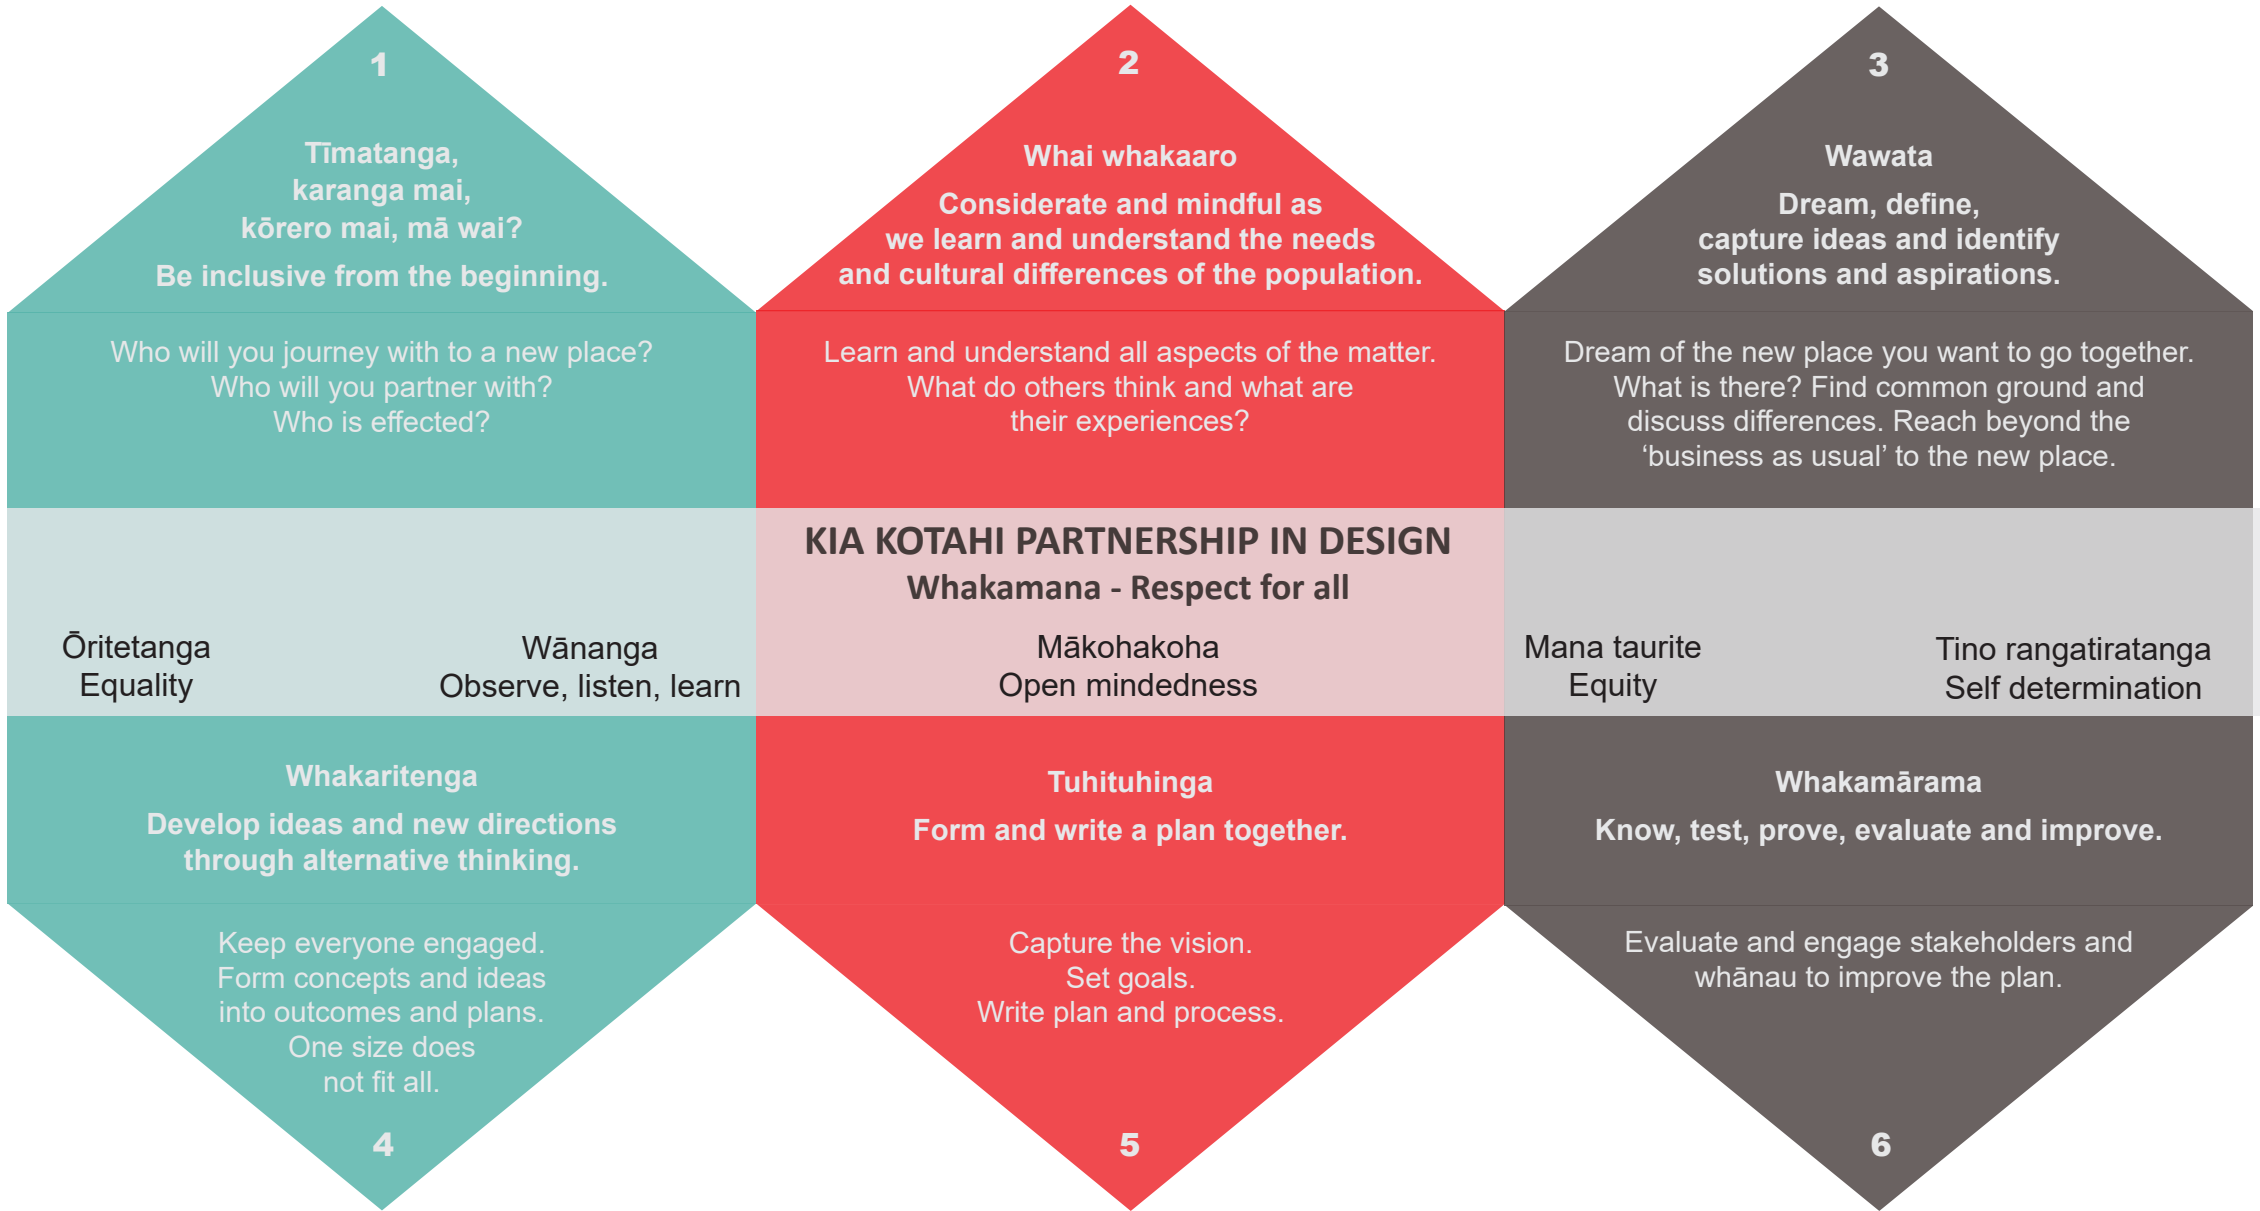 1
Tīmatanga,
karanga mai,
kōrero mai, mā wai?
Be inclusive from the beginning.
Who will you journey with to a new place?
Who will you partner with?
Who is effected?
2
Whai whakaaro
Considerate and mindful as
we learn and understand the needs
and cultural differences of the population.
Learn and understand all aspects of the matter.
What do others think and what are
their experiences?
3
Wawata
Dream, define,
capture ideas and identify
solutions and aspirations.
Dream of the new place you want to go together.
What is there? Find common ground and
discuss differences. Reach beyond the
‘business as usual’ to the new place.
KIA KOTAHI PARTNERSHIP IN DESIGN
Whakamana - Respect for all
Ōritetanga
Equality
Wānanga
Observe, listen, learn
Mākohakoha
Open mindedness
Mana taurite
Equity
Tino rangatiratanga
Self determination
Whakaritenga
Develop ideas and new directions
through alternative thinking.
Keep everyone engaged.
Form concepts and ideas
into outcomes and plans.
One size does
not fit all.
4
Tuhituhinga
Form and write a plan together.
Capture the vision.
Set goals.
Write plan and process.
5
Whakamārama
Know, test, prove, evaluate and improve.
Evaluate and engage stakeholders and
whānau to improve the plan.
6